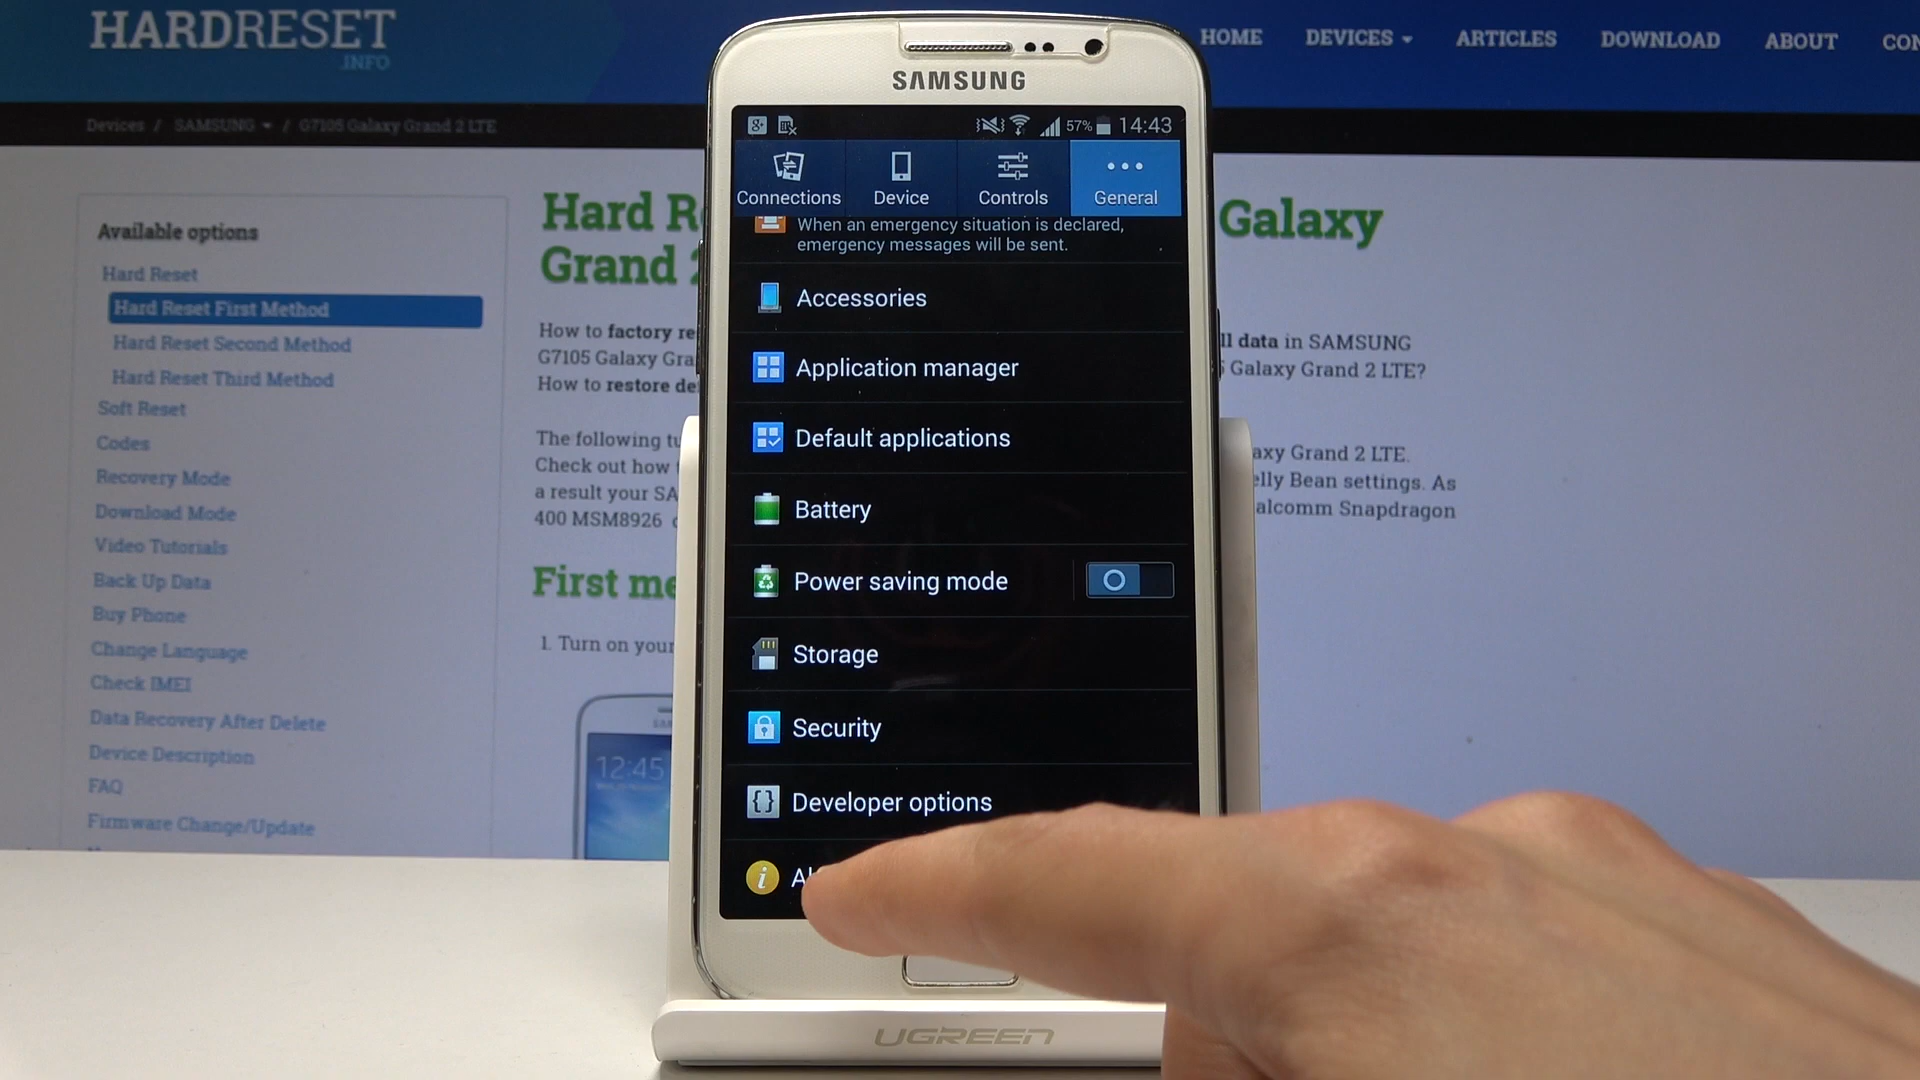 HARDRESET
.INFO
HOME
DEVICES
ARTICLES
DOWNLOAD
ABOUT
Devices / SAMSUNG / G7105 Galaxy Grand 2 LTE
Available options
Hard Reset
Hard Reset First Method
Hard Reset Second Method
Hard Reset Third Method
Soft Reset
Codes
Recovery Mode
Download Mode
Video Tutorials
Back Up Data
Buy Phone
Change Language
Check IMEI
Data Recovery After Delete
Device Description
FAQ
Firmware Change/Update
Hard
Galaxy
Grand
How to factory
all data in SAMSUNG
G7105 Galaxy
Galaxy Grand 2 LTE?
How to restore
The following
Grand 2 LTE.
Check out how
settings. As
a result your
Snapdragon
400 MSM8926
First
1. Turn on your
12:45
SAMSUNG
57% 14:43
Connections
Device
Controls
General
When an emergency situation is declared,
emergency messages will be sent.
Accessories
Application manager
Default applications
Battery
Power saving mode
Storage
Security
Developer options
UGREEN